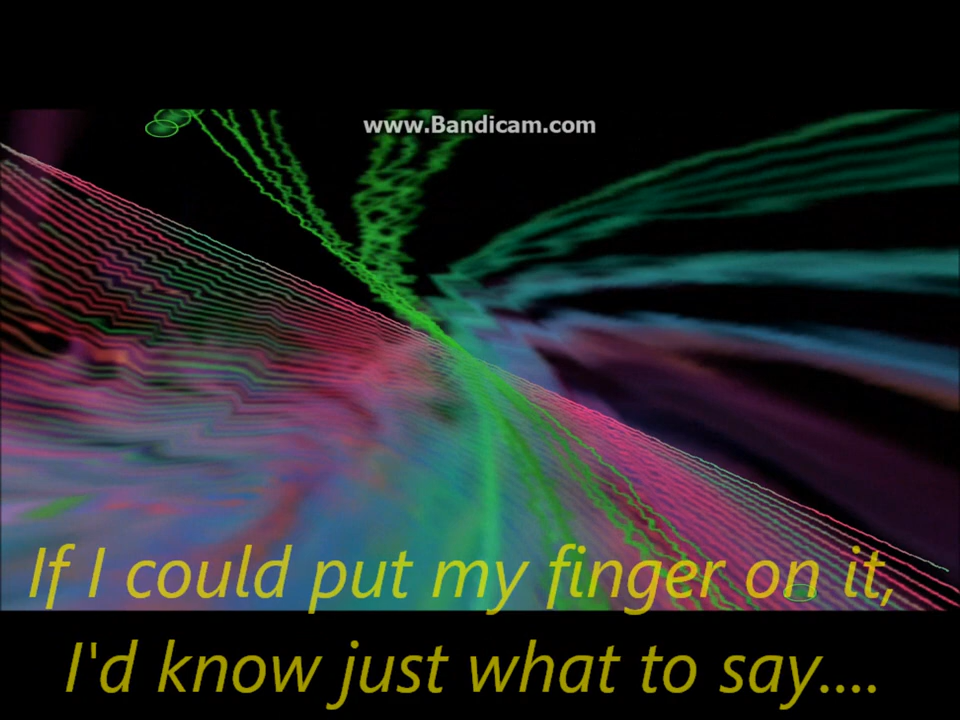 www.Bandicam.com
If I could put my finger on it,
I'd know just what to say....